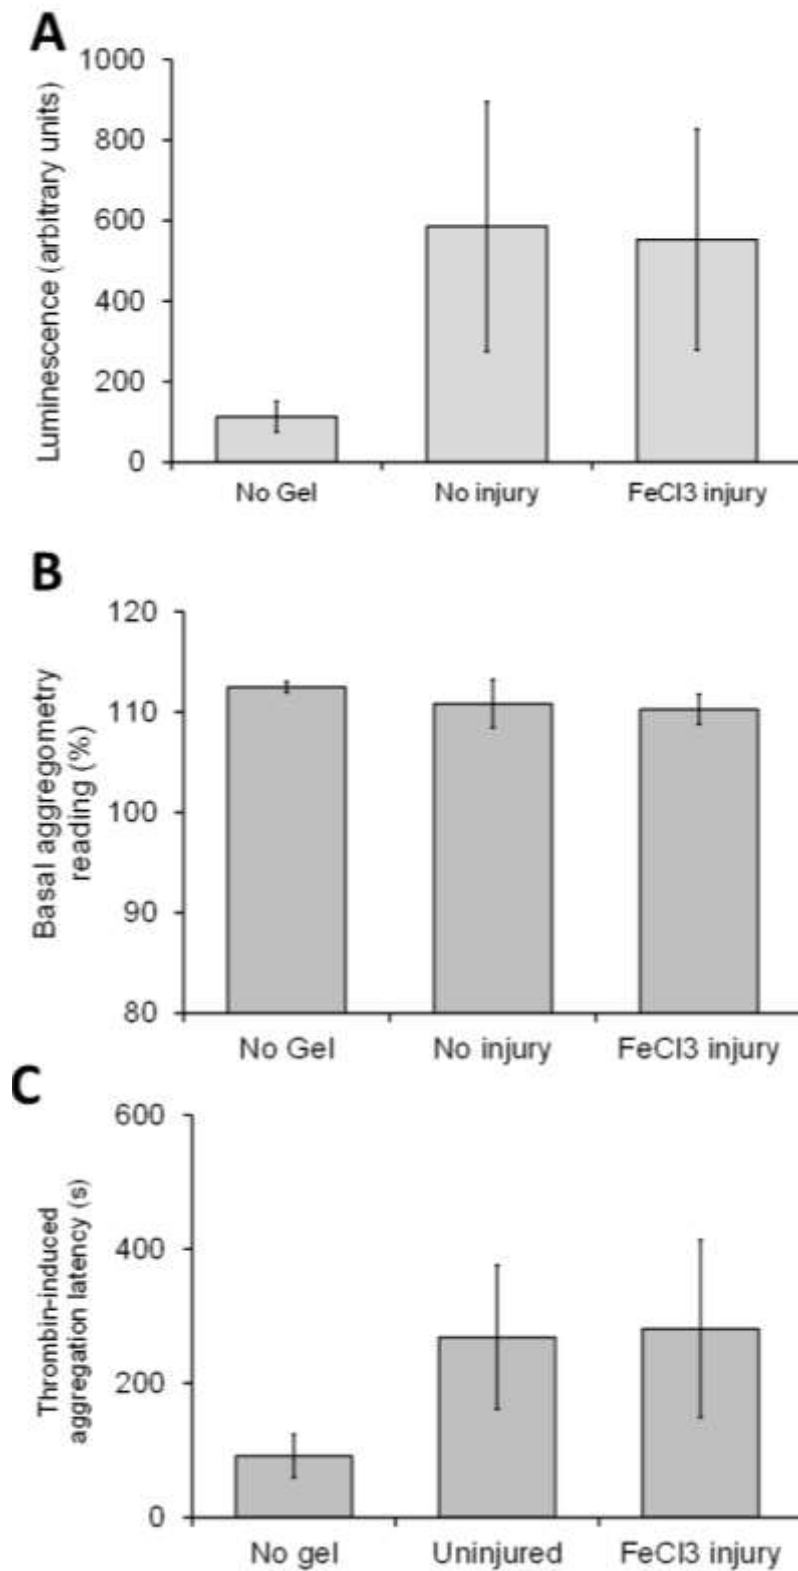 A
Luminescence (arbitrary units)
1000
800
600
400
200
0
No Gel No injury FeCl3 injury
B
Basal aggregometry
reading (%)
120
110
100
90
80
No Gel No injury FeCl3 injury
C
Thrombin-induced
aggregation latency (s)
600
400
200
0
No gel Uninjured FeCl3 injury